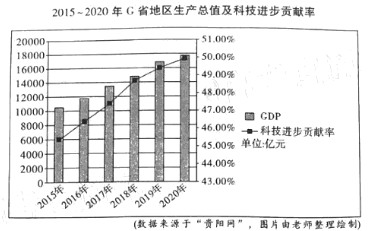 2015~2020年G省地区生产总值及科技进步贡献率
20000
18000
16000
14000
12000
10000
8000
6000
4000
2000
0
51.00%
50.00%
49.00%
48.00%
47.00%
46.00%
45.00%
44.00%
43.00%
2015年
2016年
2017年
2018年
2019年
2020年
GDP
科技进步贡献率
单位:亿元
(数据来源于“贵阳网”,图片由老师整理绘制)